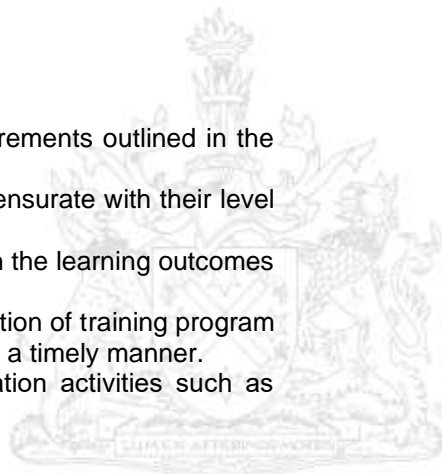 rements outlined in the
ensurate with their level
n the learning outcomes
tion of training program
a timely manner.
ation activities such as